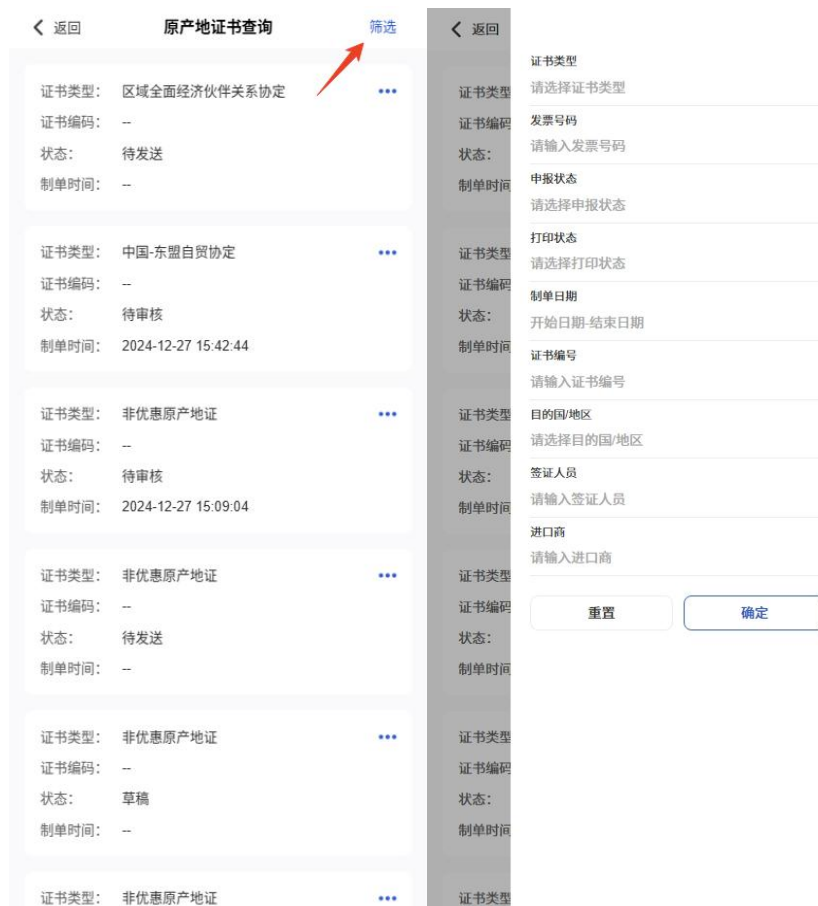 返回
原产地证书查询
筛选
证书类型： 区域全面经济伙伴关系协定
证书编码： --
状态： 待发送
制单时间： --
证书类型： 中国-东盟自贸协定
证书编码： --
状态： 待审核
制单时间： 2024-12-27 15:42:44
证书类型： 非优惠原产地证
证书编码： --
状态： 待审核
制单时间： 2024-12-27 15:09:04
证书类型： 非优惠原产地证
证书编码： --
状态： 待发送
制单时间： --
证书类型： 非优惠原产地证
证书编码： --
状态： 草稿
制单时间： --
证书类型： 非优惠原产地证
返回
证书类型
证书编码
状态：
制单时间
证书类型
证书编码
状态：
制单时间
证书类型
证书编码
状态：
制单时间
证书类型
证书编码
状态：
制单时间
证书类型
证书编码
状态：
制单时间
证书类型
证书类型
请选择证书类型
发票号码
请输入发票号码
申报状态
请选择申报状态
打印状态
请选择打印状态
制单日期
开始日期-结束日期
证书编号
请输入证书编号
目的国/地区
请选择目的国/地区
签证人员
请输入签证人员
进口商
请输入进口商
重置
确定